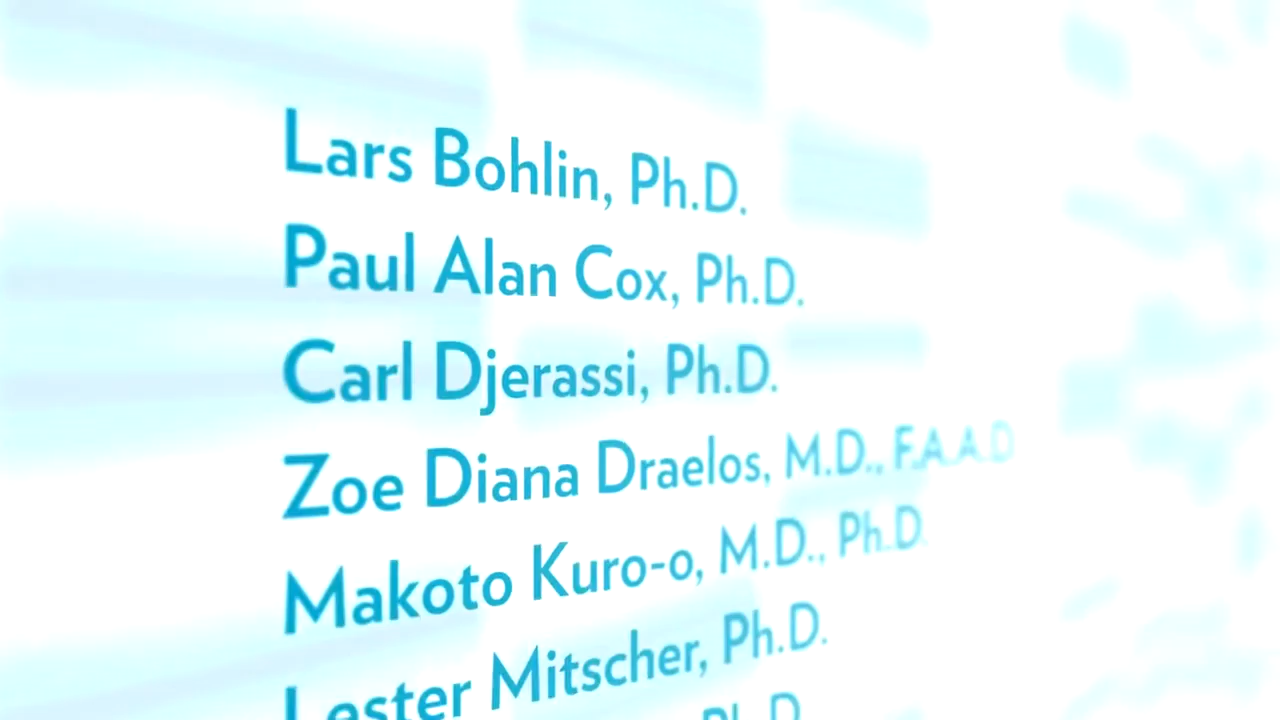 Lars Bohlin, Ph.D.
Paul Alan Cox, Ph.D.
Carl Djerassi, Ph.D.
Zoe Diana Draelos, M.D., F.A.A.D
Makoto Kuro-o, M.D., Ph.D.
Lester Mitscher, Ph.D.
Ph.D.